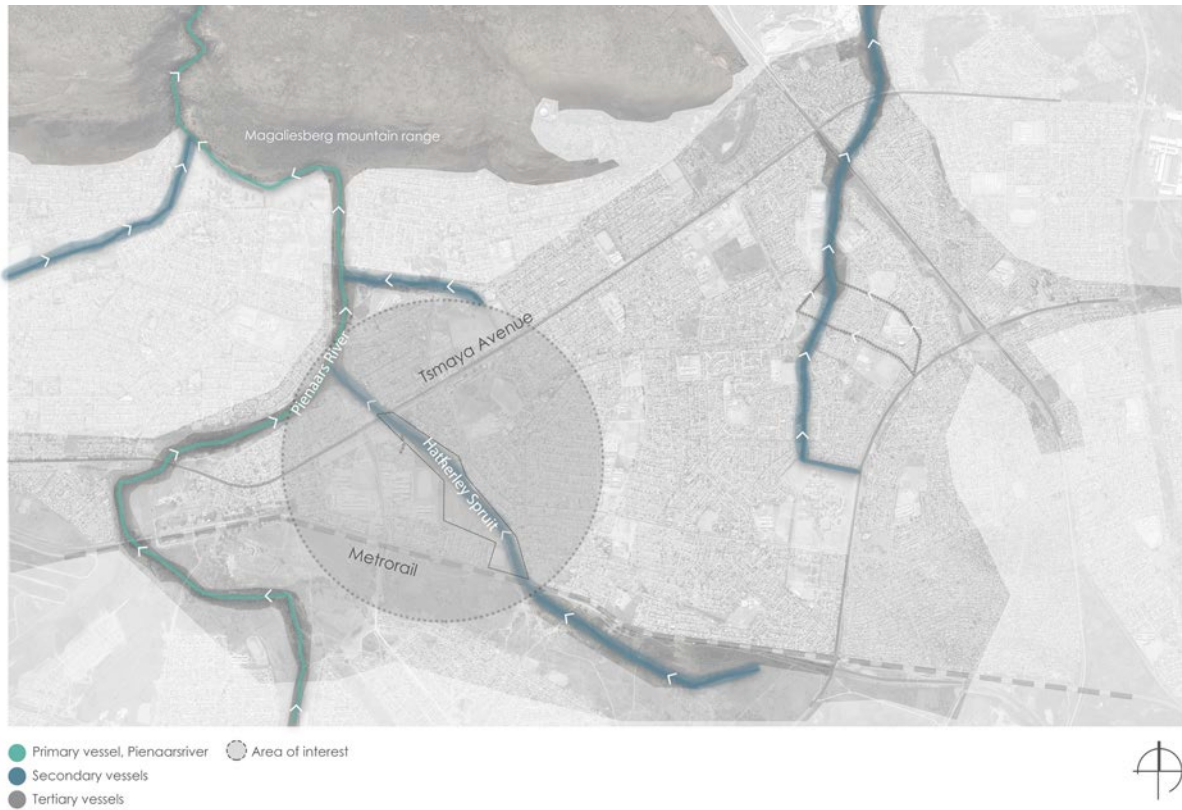 Magaliesberg mountain range
Tsmaya Avenue
Pienaars River
Hatherley Spruit
Metrorail
Primary vessel, Pienaarsriver
Area of interest
Secondary vessels
Tertiary vessels